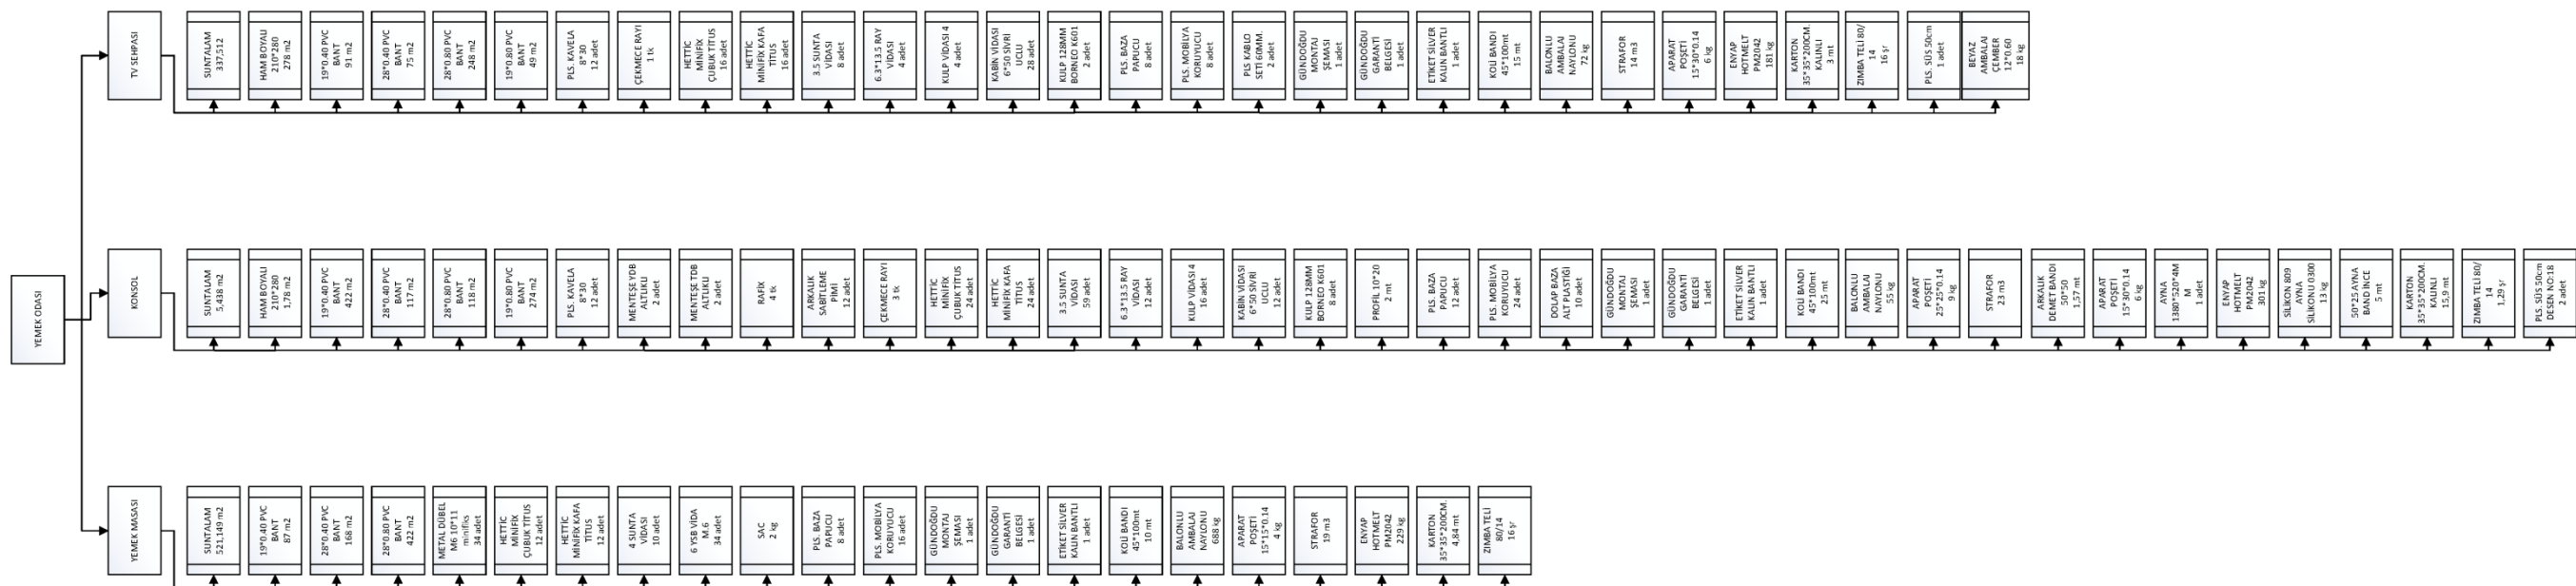 YEMEK ODASI
TV SEHPASI
SUNTALAM
337,512
HAM BOYALI
210*280
278 m2
19*0.40 PVC
BANT
91 m2
28*0.40 PVC
BANT
75 m2
28*0.80 PVC
BANT
248 m2
19*0.80 PVC
BANT
49 m2
PLS. KAVELA
8*30
12 adet
ÇEKMECE RAYI
1 tk
HETTİC
MİNİFİX
ÇUBUK TİTUS
16 adet
HETTİC
MİNİFİX KAFA
TİTUS
16 adet
3.5 SUNTA
VİDASI
8 adet
6.3*13.5 RAY
VİDASI
4 adet
KULP VİDASI 4
4 adet
KABİN VİDASI
6*50 SİVRİ
UCLU
28 adet
KULP 128MM
BORNEO K601
2 adet
PLS. BAZA
PAPUCU
8 adet
PLS. MOBİLYA
KORUYUCU
8 adet
PLS KABLO
SETİ 60MM.
2 adet
GÜNDOĞDU
MONTAJ
ŞEMASI
1 adet
GÜNDOĞDU
GARANTİ
BELGESİ
1 adet
ETİKET SİLVER
KALIN BANTLI
1 adet
KOLİ BANDI
45*100mt
15 mt
BALONLU
AMBALAJ
NAYLONU
72 kg
STRAFOR
14 m3
APARAT
POŞETİ
15*30*0.14
6 kg
ENYAP
HOTMELT
PM2042
181 kg
KARTON
35*35*200CM.
KALINLI
3 mt
ZIMBA TELİ 80/
14
16 şr
PLS. SÜS 50cm
1 adet
BEYAZ
AMBALAJ
ÇEMBER
12*0.60
18 kg
KONSOL
SUNTALAM
5,438 m2
HAM BOYALI
210*280
1,78 m2
19*0.40 PVC
BANT
422 m2
28*0.40 PVC
BANT
117 m2
28*0.80 PVC
BANT
118 m2
19*0.80 PVC
BANT
274 m2
PLS. KAVELA
8*30
12 adet
MENTEŞE YDB
ALTLIKLI
2 adet
MENTEŞE TDB
ALTLIKLI
2 adet
RAFİK
4 tk
ARKALIK
SABİTLEME
PİMİ
12 adet
ÇEKMECE RAYI
3 tk
HETTİC
MİNİFİX
ÇUBUK TİTUS
24 adet
HETTİC
MİNİFİX KAFA
TİTUS
24 adet
3.5 SUNTA
VİDASI
59 adet
6.3*13.5 RAY
VİDASI
12 adet
KULP VİDASI 4
16 adet
KABİN VİDASI
6*50 SİVRİ
UCLU
12 adet
KULP 128MM
BORNEO K601
8 adet
PROFİL 10*20
2 mt
PLS. BAZA
PAPUCU
12 adet
PLS. MOBİLYA
KORUYUCU
24 adet
DOLAP BAZA
ALT PLASTİĞİ
10 adet
GÜNDOĞDU
MONTAJ
ŞEMASI
1 adet
GÜNDOĞDU
GARANTİ
BELGESİ
1 adet
ETİKET SİLVER
KALIN BANTLI
1 adet
KOLİ BANDI
45*100mt
25 mt
BALONLU
AMBALAJ
NAYLONU
55 kg
APARAT
POŞETİ
25*25*0.14
9 kg
STRAFOR
23 m3
ARKALIK
DEMET BANDI
50*50
1,57 mt
APARAT
POŞETİ
15*30*0.14
6 kg
AYNA
1380*520*4M
M
1 adet
ENYAP
HOTMELT
PM2042
301 kg
SİLİKON 809
AYNA
SİLİKONU 0300
13 kg
50*25 AYNA
BAND İNCE
5 mt
KARTON
35*35*200CM.
KALINLI
15,9 mt
ZIMBA TELİ 80/
14
1,29 şr
PLS. SÜS 50cm
DESEN NO:18
2 adet
YEMEK MASASI
SUNTALAM
521,149 m2
19*0.40 PVC
BANT
87 m2
28*0.40 PVC
BANT
168 m2
28*0.80 PVC
BANT
422 m2
METAL DÜBEL
M6 10*11
minifiks
34 adet
HETTİC
MİNİFİX
ÇUBUK TİTUS
12 adet
HETTİC
MİNİFİX KAFA
TİTUS
12 adet
4 SUNTA
VİDASI
10 adet
6 YSB VİDA
M.6
34 adet
SAC
2 kg
PLS. BAZA
PAPUCU
8 adet
PLS. MOBİLYA
KORUYUCU
16 adet
GÜNDOĞDU
MONTAJ
ŞEMASI
1 adet
GÜNDOĞDU
GARANTİ
BELGESİ
1 adet
ETİKET SİLVER
KALIN BANTLI
1 adet
KOLİ BANDI
45*100mt
10 mt
BALONLU
AMBALAJ
NAYLONU
688 kg
APARAT
POŞETİ
15*15*0.14
4 kg
STRAFOR
19 m3
ENYAP
HOTMELT
PM2042
229 kg
KARTON
35*35*200CM.
4,84 mt
ZIMBA TELİ
80/14
16 şr